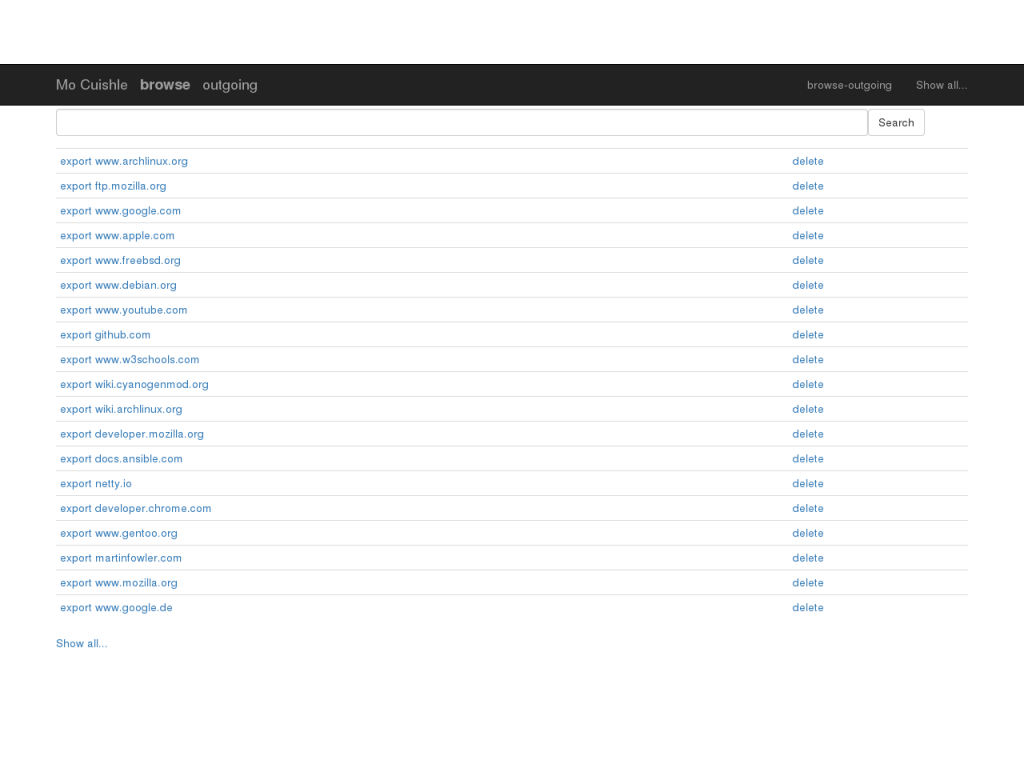 Mo Cuishle browse outgoing browse-outgoing Show all...
Search
export www.archlinux.org delete
export ftp.mozilla.org delete
export www.google.com delete
export www.apple.com delete
export www.freebsd.org delete
export www.debian.org delete
export www.youtube.com delete
export github.com delete
export www.w3schools.com delete
export wiki.cyanogenmod.org delete
export wiki.archlinux.org delete
export developer.mozilla.org delete
export docs.ansible.com delete
export netty.io delete
export developer.chrome.com delete
export www.gentoo.org delete
export martinfowler.com delete
export www.mozilla.org delete
export www.google.de delete
Show all...